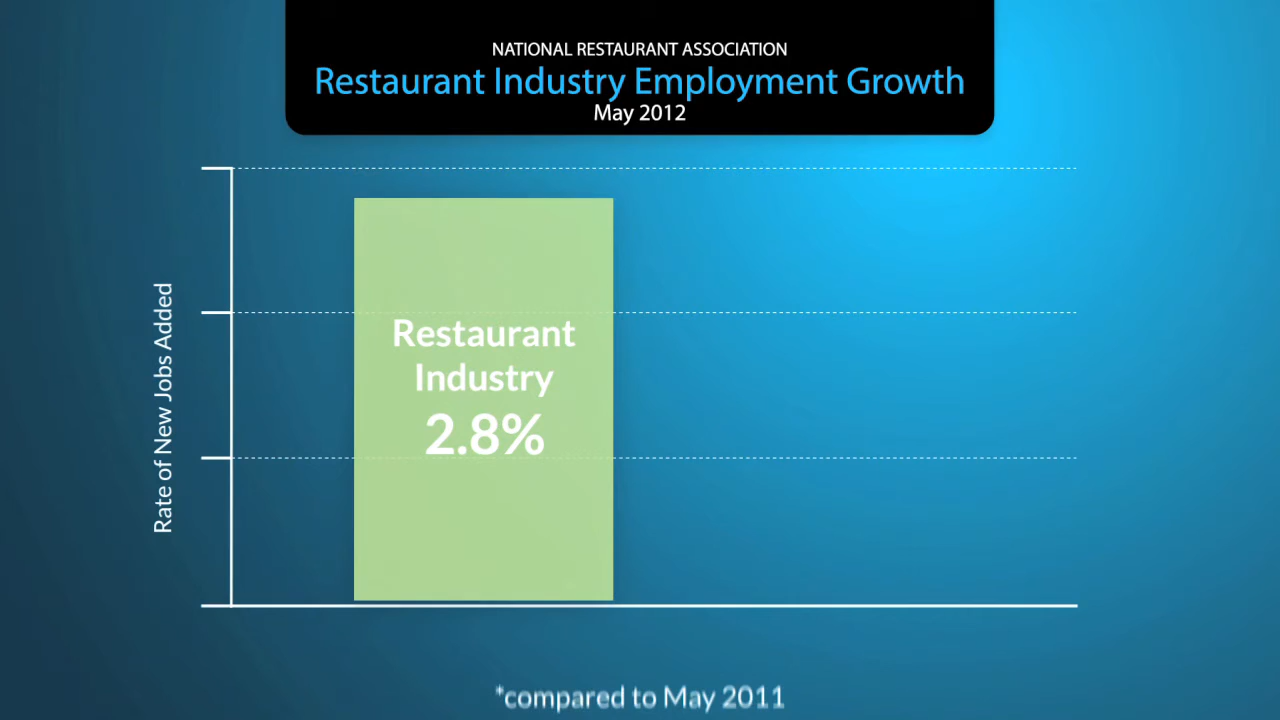 NATIONAL RESTAURANT ASSOCIATION
Restaurant Industry Employment Growth
May 2012
Rate of New Jobs Added
Restaurant
Industry
2.8%
*compared to May 2011